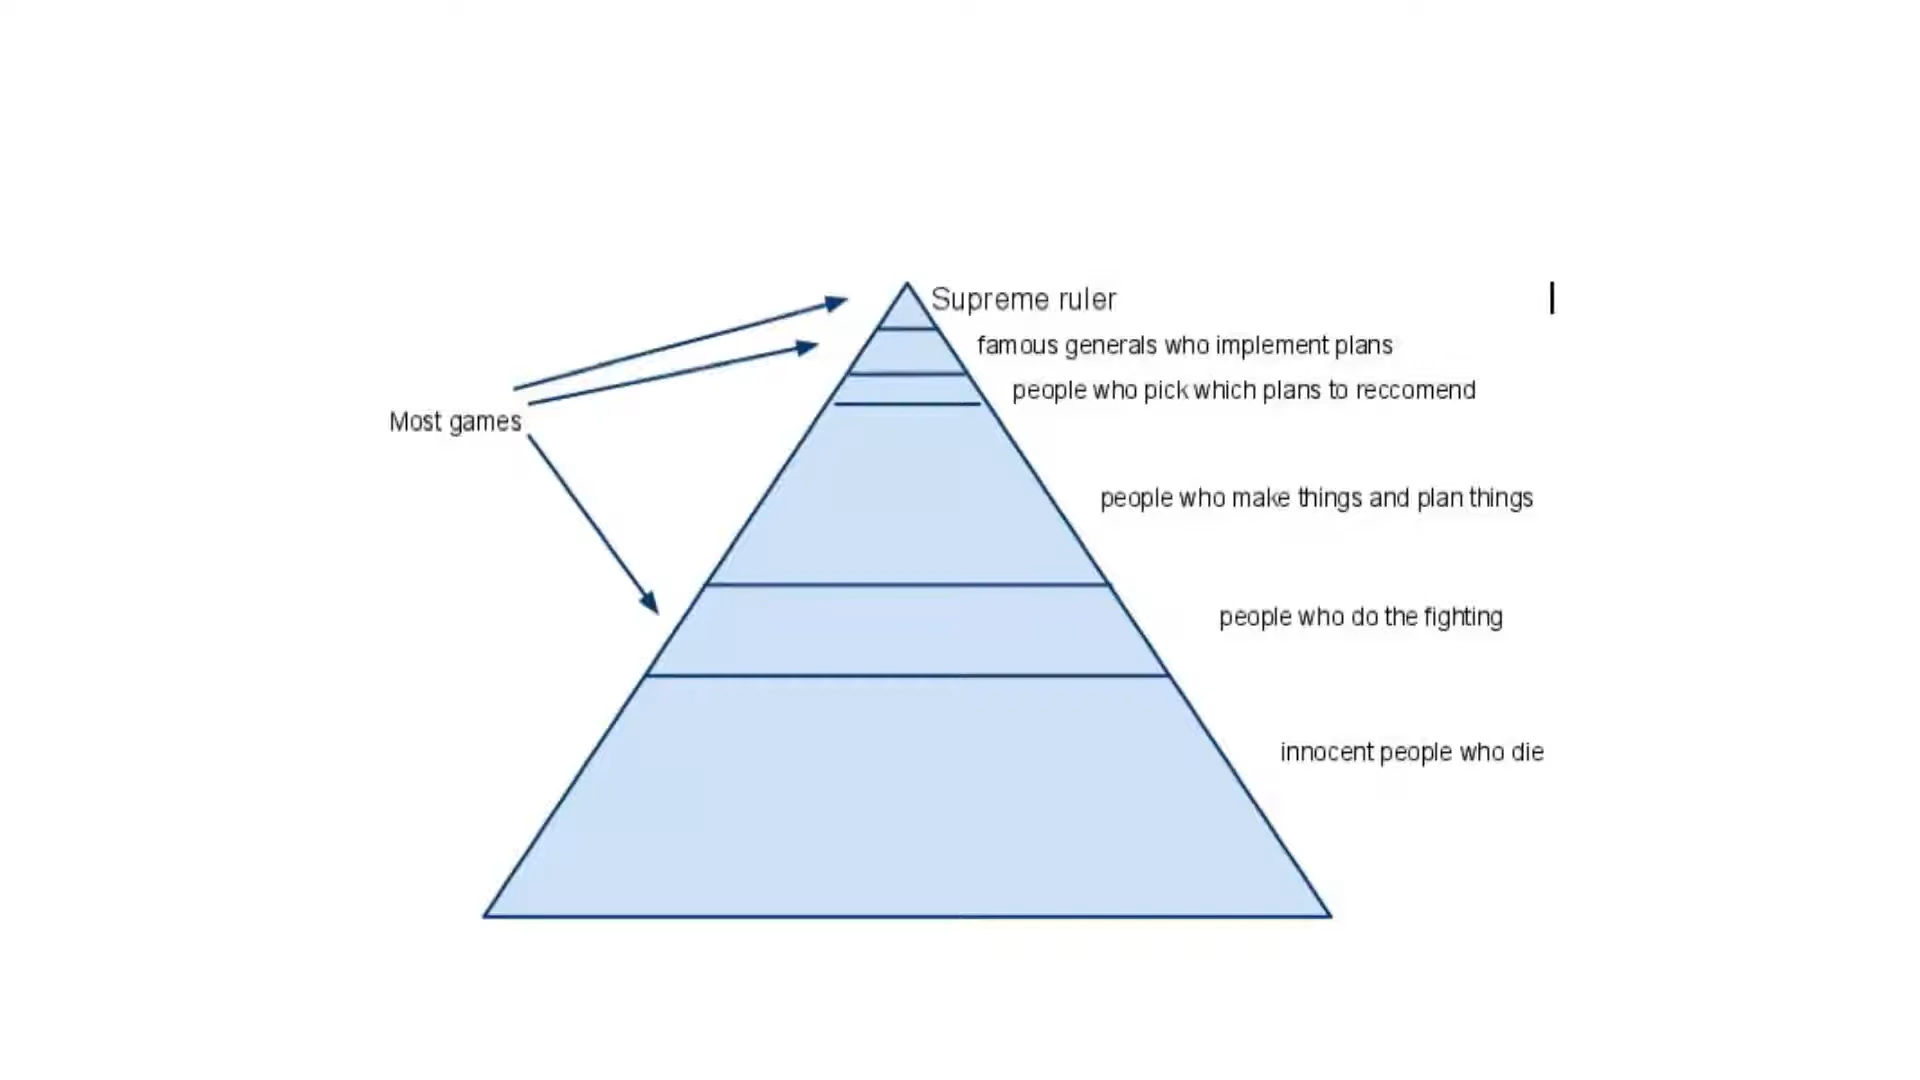 Supreme ruler
famous generals who implement plans
people who pick which plans to reccomend
Most games
people who make things and plan things
people who do the fighting
innocent people who die